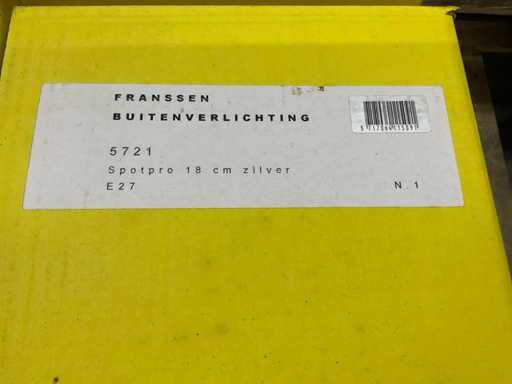 FRANSSEN
BUITENVERLICHTING
5721
Spotpro 18 cm zilver
E27
N.1